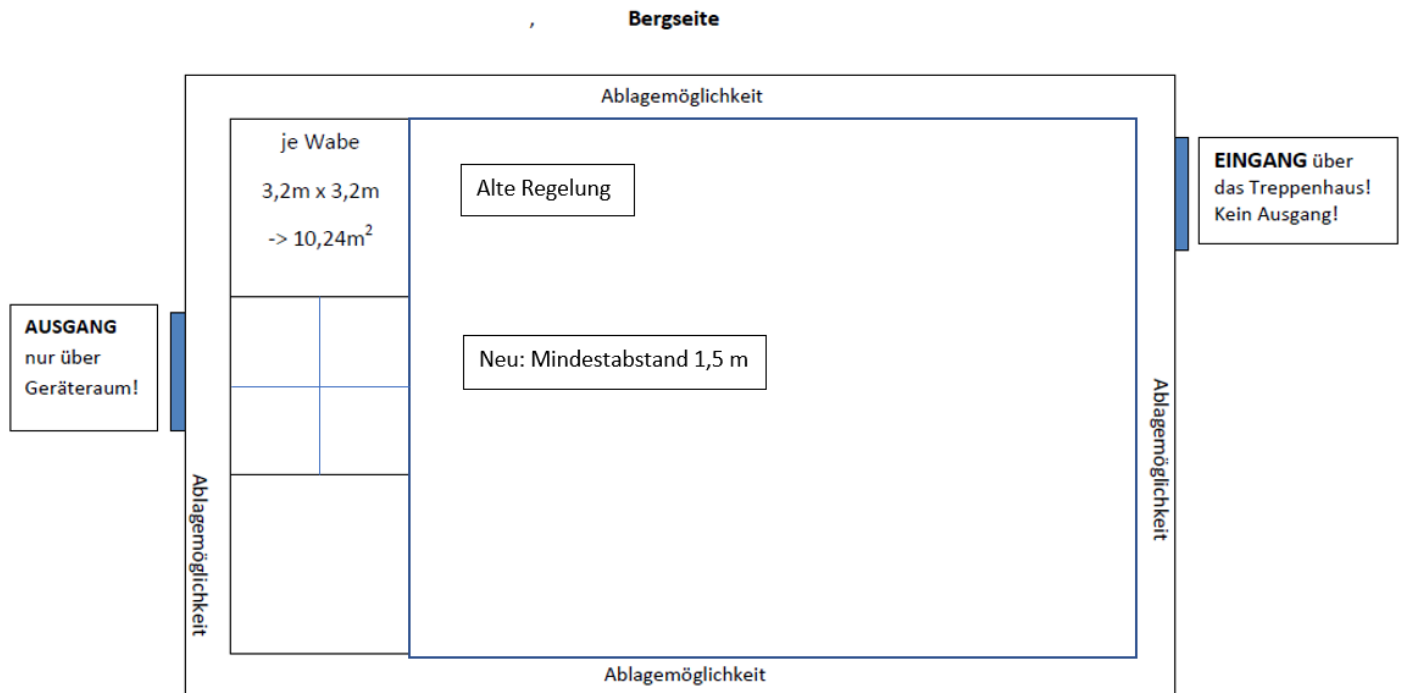 ,
Bergseite
Ablagemöglichkeit
je Wabe
3,2m x 3,2m
-> 10,24m²
Alte Regelung
EINGANG über
das Treppenhaus!
Kein Ausgang!
AUSGANG
nur über
Geräteraum!
Neu: Mindestabstand 1,5 m
Ablagemöglichkeit
Ablagemöglichkeit
Ablagemöglichkeit